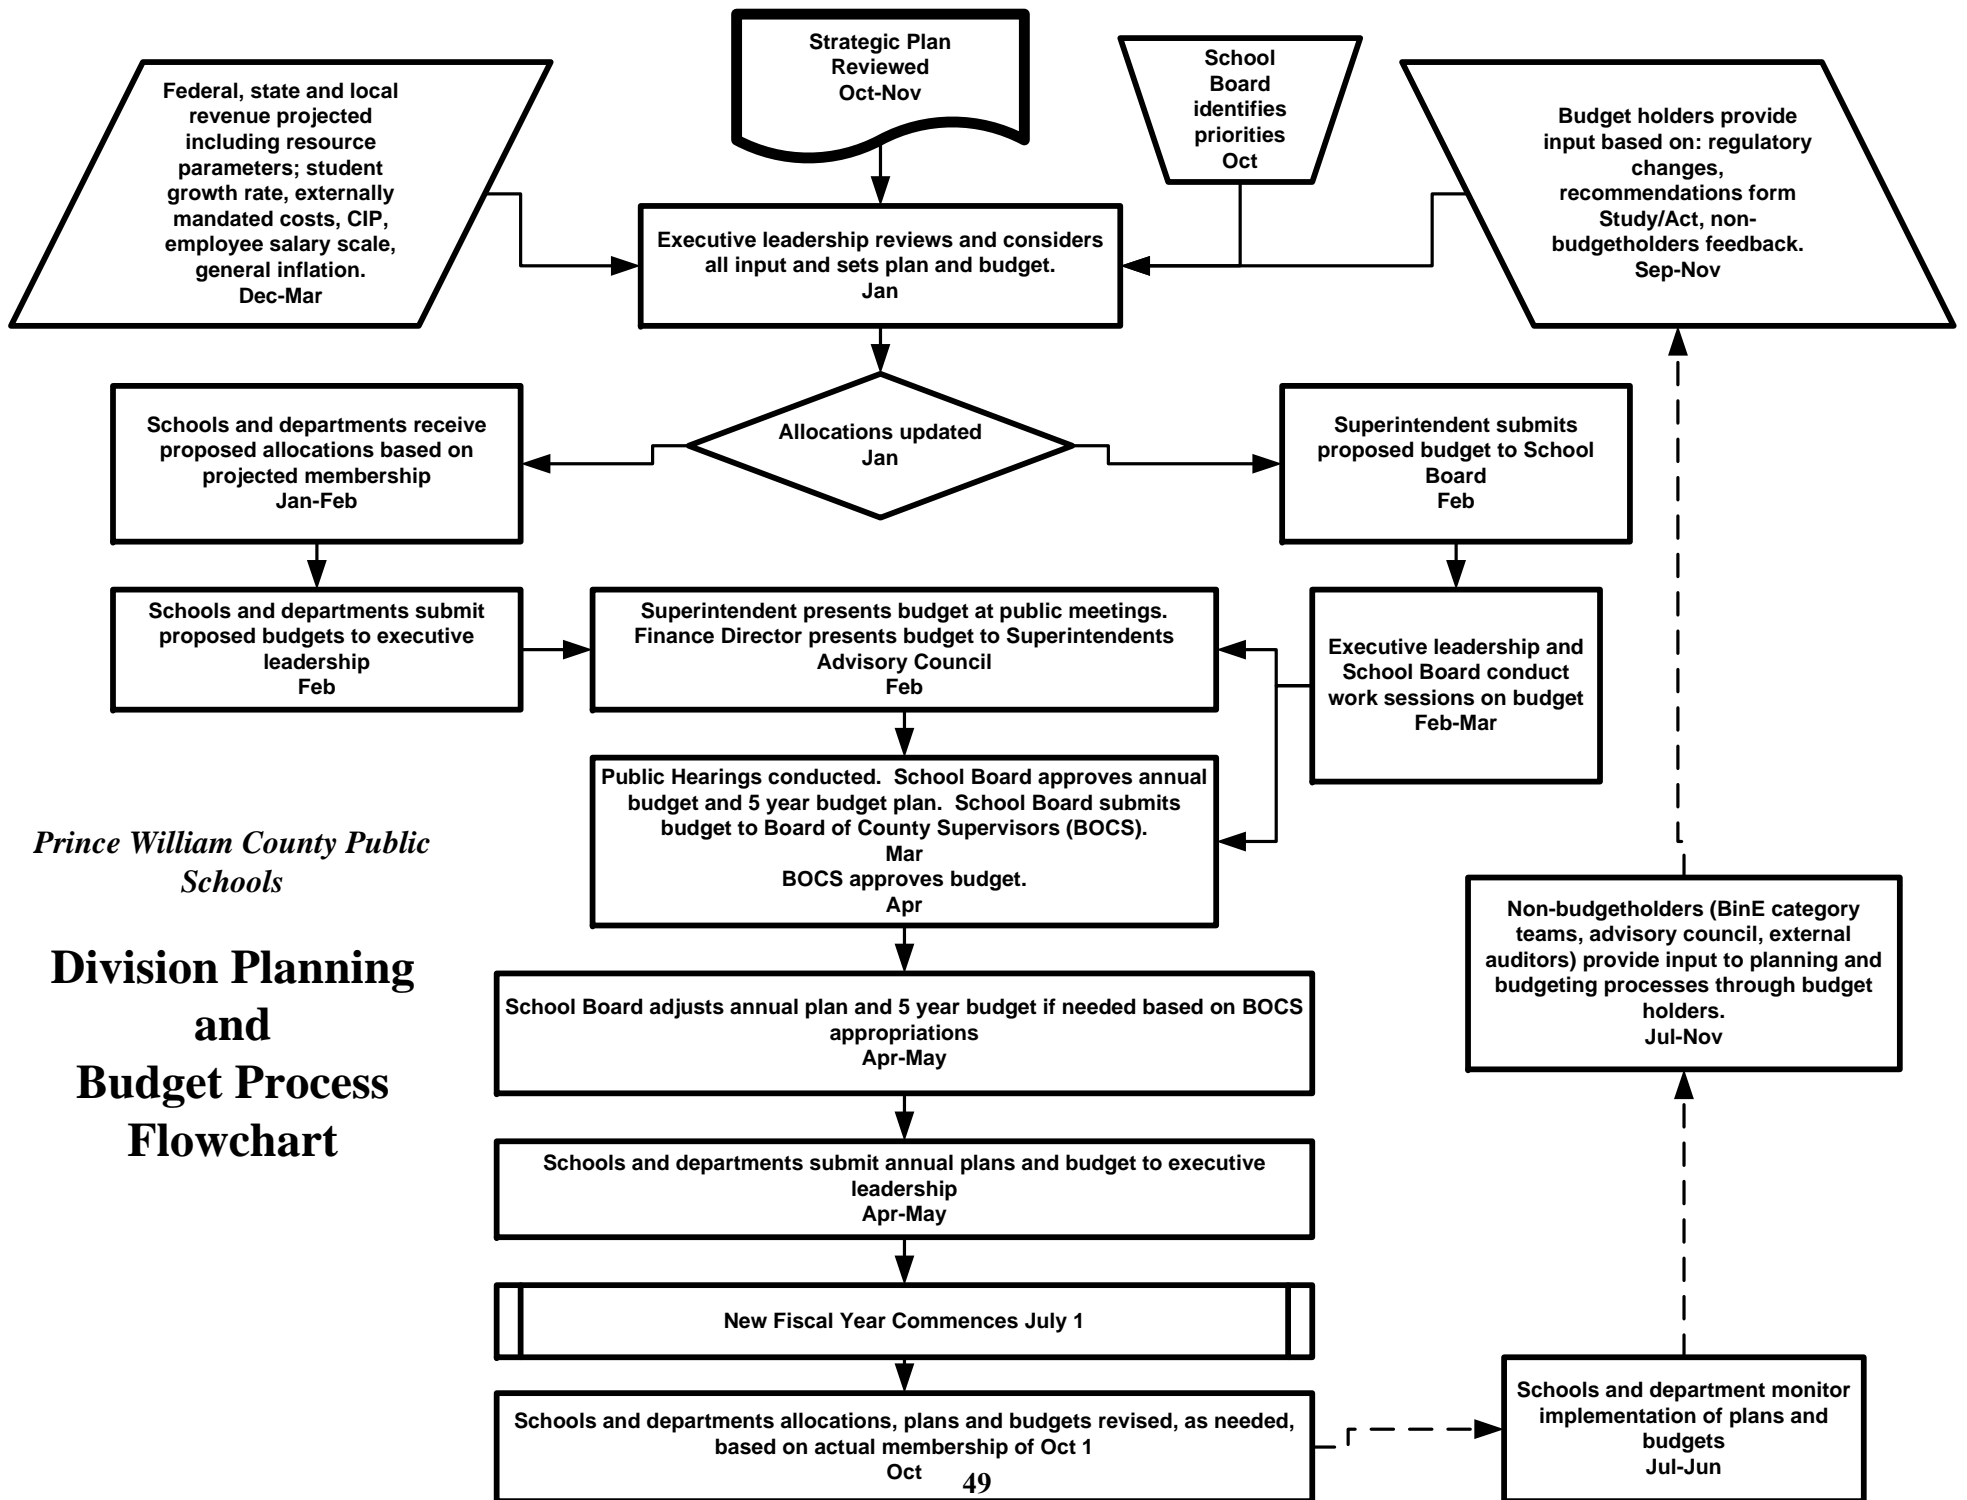 Strategic Plan
Reviewed
Oct-Nov
School
Board
identifies
priorities
Oct
Federal, state and local
revenue projected
including resource
parameters; student
growth rate, externally
mandated costs, CIP,
employee salary scale,
general inflation.
Dec-Mar
Budget holders provide
input based on: regulatory
changes,
recommendations form
Study/Act, non-
budgetholders feedback.
Sep-Nov
Executive leadership reviews and considers
all input and sets plan and budget.
Jan
Schools and departments receive
proposed allocations based on
projected membership
Jan-Feb
Allocations updated
Jan
Superintendent submits
proposed budget to School
Board
Feb
Schools and departments submit
proposed budgets to executive
leadership
Feb
Superintendent presents budget at public meetings.
Finance Director presents budget to Superintendents
Advisory Council
Feb
Executive leadership and
School Board conduct
work sessions on budget
Feb-Mar
Public Hearings conducted.  School Board approves annual
budget and 5 year budget plan.  School Board submits
budget to Board of County Supervisors (BOCS).
Mar
BOCS approves budget.
Apr
Prince William County Public
Schools
Division Planning
and
Budget Process
Flowchart
Non-budgetholders (BinE category
teams, advisory council, external
auditors) provide input to planning and
budgeting processes through budget
holders.
Jul-Nov
School Board adjusts annual plan and 5 year budget if needed based on BOCS
appropriations
Apr-May
Schools and departments submit annual plans and budget to executive
leadership
Apr-May
New Fiscal Year Commences July 1
Schools and departments allocations, plans and budgets revised, as needed,
based on actual membership of Oct 1
Oct
Schools and department monitor
implementation of plans and
budgets
Jul-Jun
49